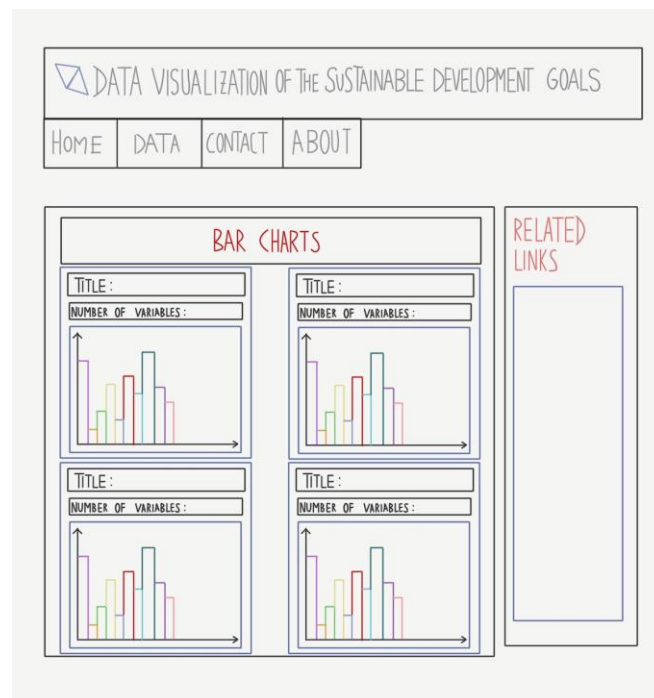 DATA VISUALIZATION OF THE SUSTAINABLE DEVELOPMENT GOALS
HOME DATA CONTACT ABOUT
BAR CHARTS
TITLE:
NUMBER OF VARIABLES:
TITLE:
NUMBER OF VARIABLES:
TITLE:
NUMBER OF VARIABLES:
TITLE:
NUMBER OF VARIABLES:
RELATED
LINKS